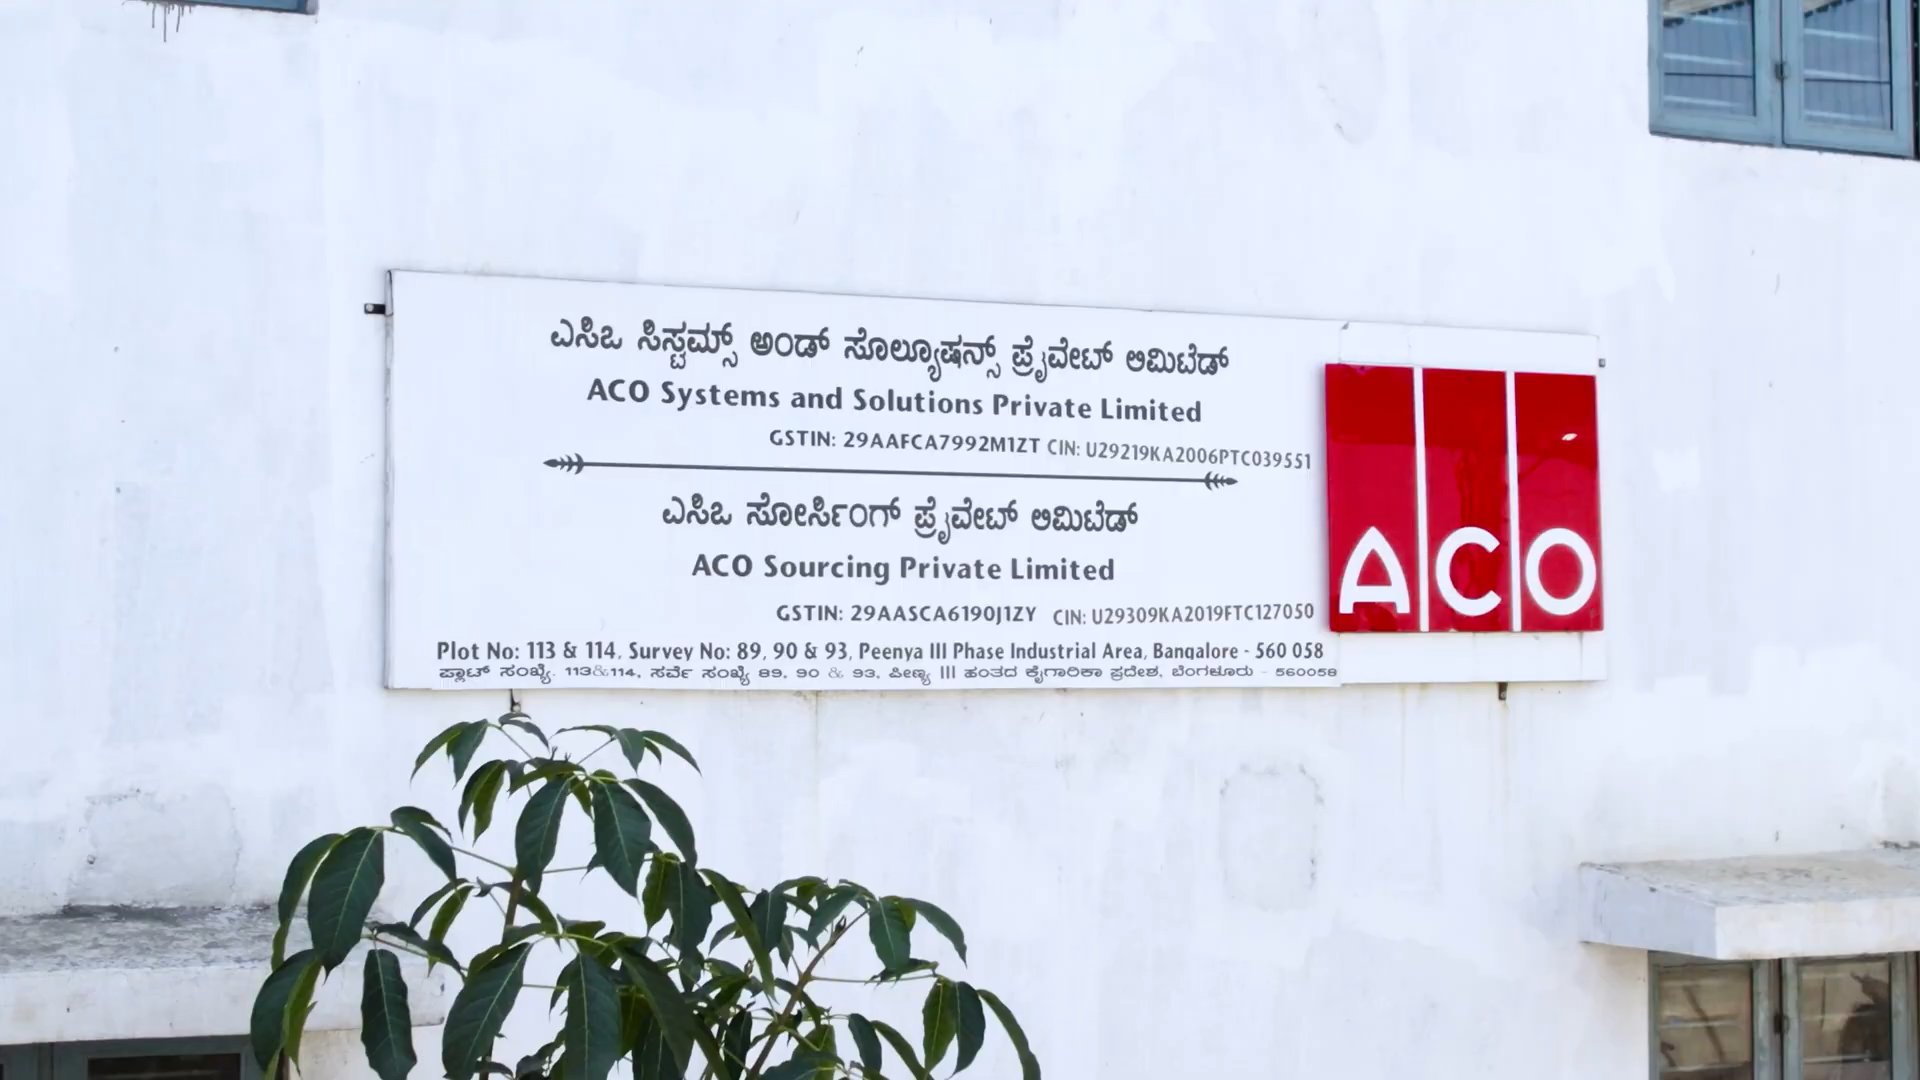 ಎಸಿಒ ಸಿಸ್ಟಮ್ಸ್ ಅಂಡ್ ಸೊಲ್ಯೂಷನ್ಸ್ ಪ್ರೈವೇಟ್ ಲಿಮಿಟೆಡ್
ACO Systems and Solutions Private Limited
GSTIN: 29AAFCA7992M1ZT CIN: U29219KA2006PTC039551
ಎಸಿಒ ಸೋರ್ಸಿಂಗ್ ಪ್ರೈವೇಟ್ ಲಿಮಿಟೆಡ್
ACO Sourcing Private Limited
GSTIN: 29AASCA6190J1ZY CIN: U29309KA2019FTC127050
Plot No: 113 & 114, Survey No: 89, 90 & 93, Peenya III Phase Industrial Area, Bangalore - 560 058
ಪ್ಲಾಟ್ ಸಂಖ್ಯೆ. 113&114, ಸರ್ವೆ ಸಂಖ್ಯೆ 89, 90 & 93, ಪೀಣ್ಯ III ಹಂತದ ಕೈಗಾರಿಕಾ ಪ್ರದೇಶ, ಬೆಂಗಳೂರು - 560058
ACO